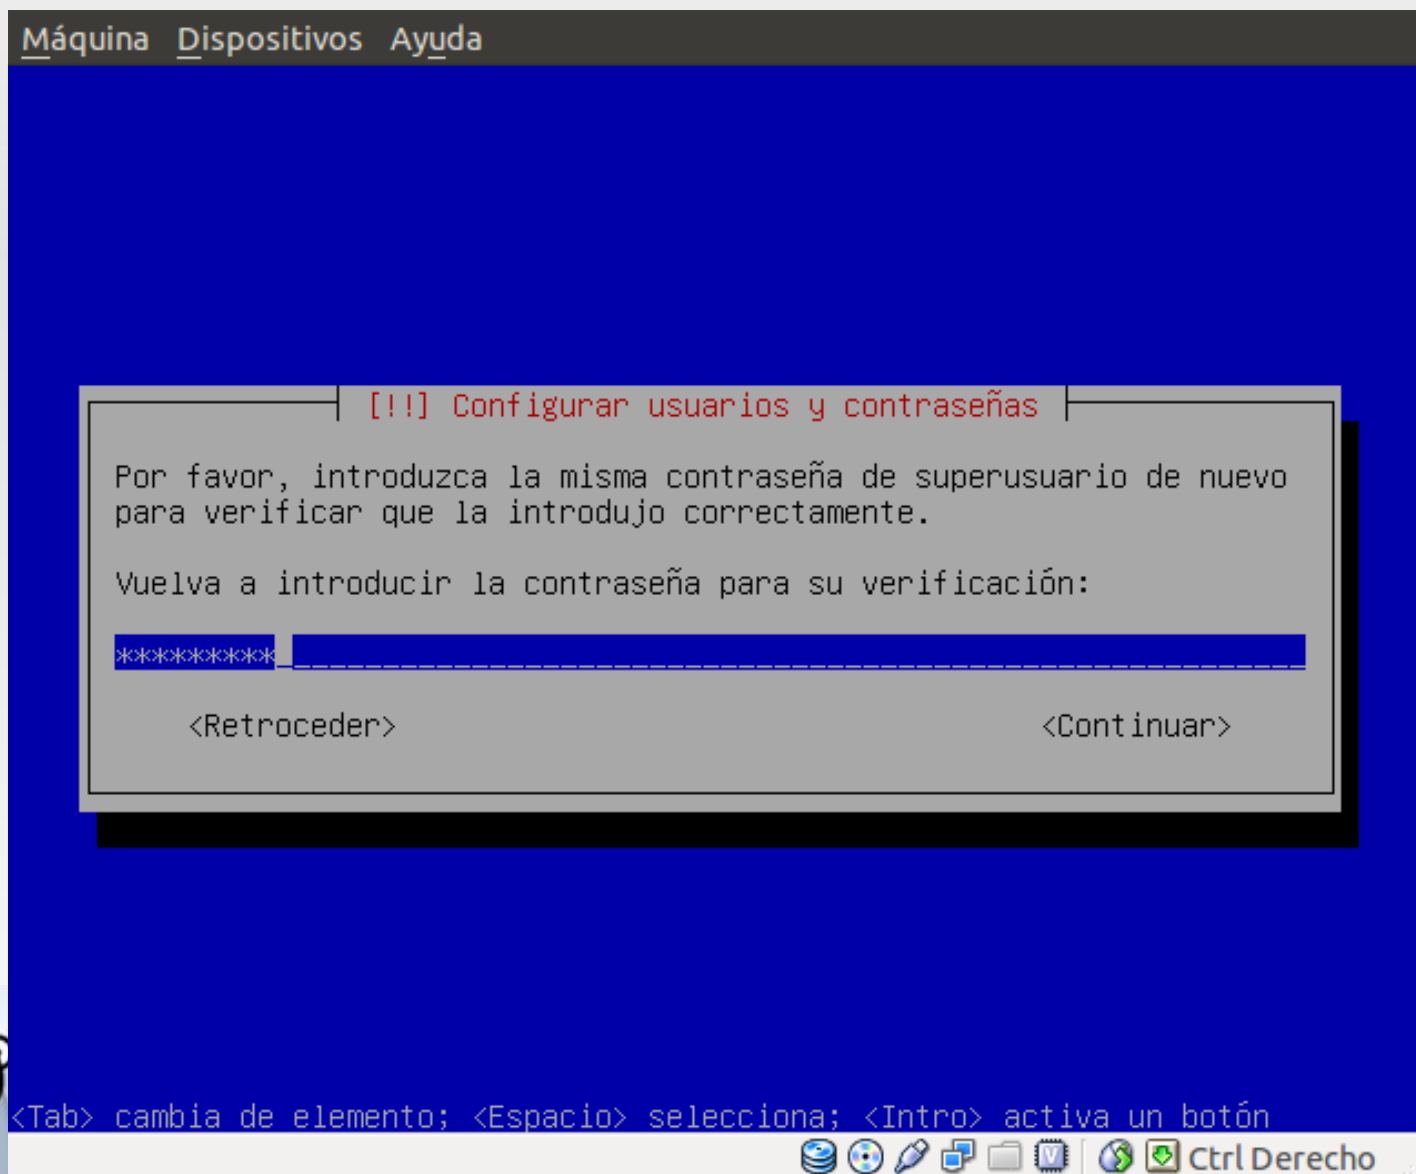 Máquina Dispositivos Ayuda
[!!] Configurar usuarios y contraseñas
Por favor, introduzca la misma contraseña de superusuario de nuevo
para verificar que la introdujo correctamente.
Vuelva a introducir la contraseña para su verificación:
*********
<Retroceder> <Continuar>
<Tab> cambia de elemento; <Espacio> selecciona; <Intro> activa un botón
Ctrl Derecho